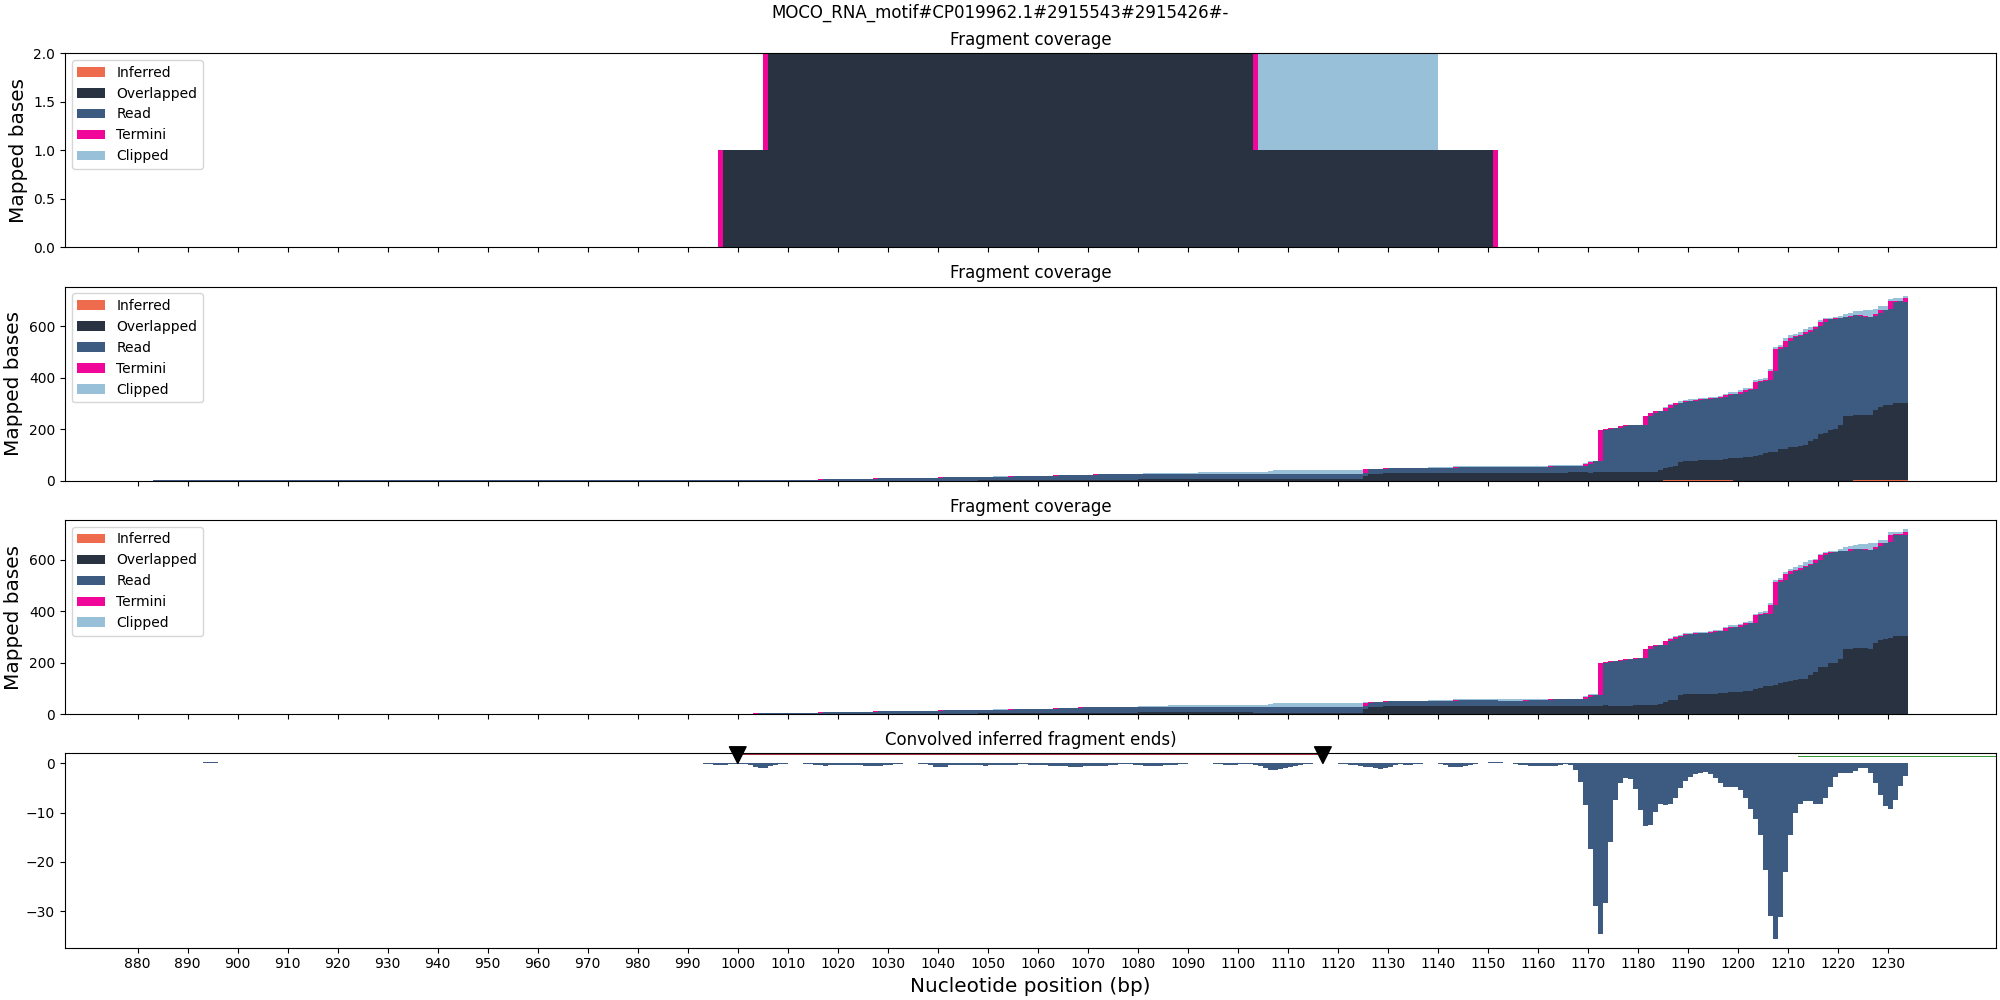 MOCO_RNA_motif#CP019962.1#2915543#2915426#-
Fragment coverage
Mapped bases
2.0
1.5
1.0
0.5
0.0
Inferred
Overlapped
Read
Termini
Clipped
Fragment coverage
Mapped bases
600
400
200
0
Inferred
Overlapped
Read
Termini
Clipped
Fragment coverage
Mapped bases
600
400
200
0
Inferred
Overlapped
Read
Termini
Clipped
Convolved inferred fragment ends)
0
−10
−20
−30
880 890 900 910 920 930 940 950 960 970 980 990 1000 1010 1020 1030 1040 1050 1060 1070 1080 1090 1100 1110 1120 1130 1140 1150 1160 1170 1180 1190 1200 1210 1220 1230
Nucleotide position (bp)